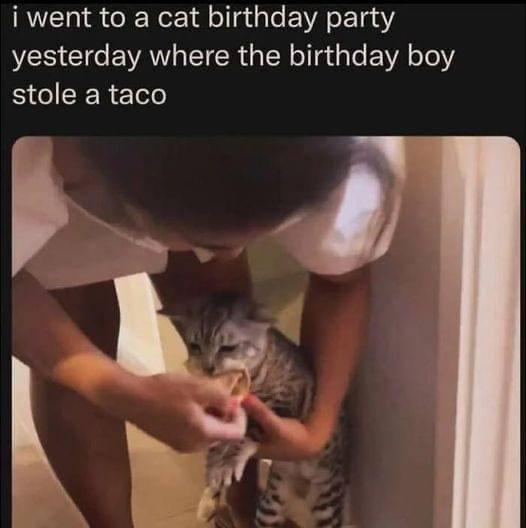 i went to a cat birthday party
yesterday where the birthday boy
stole a taco